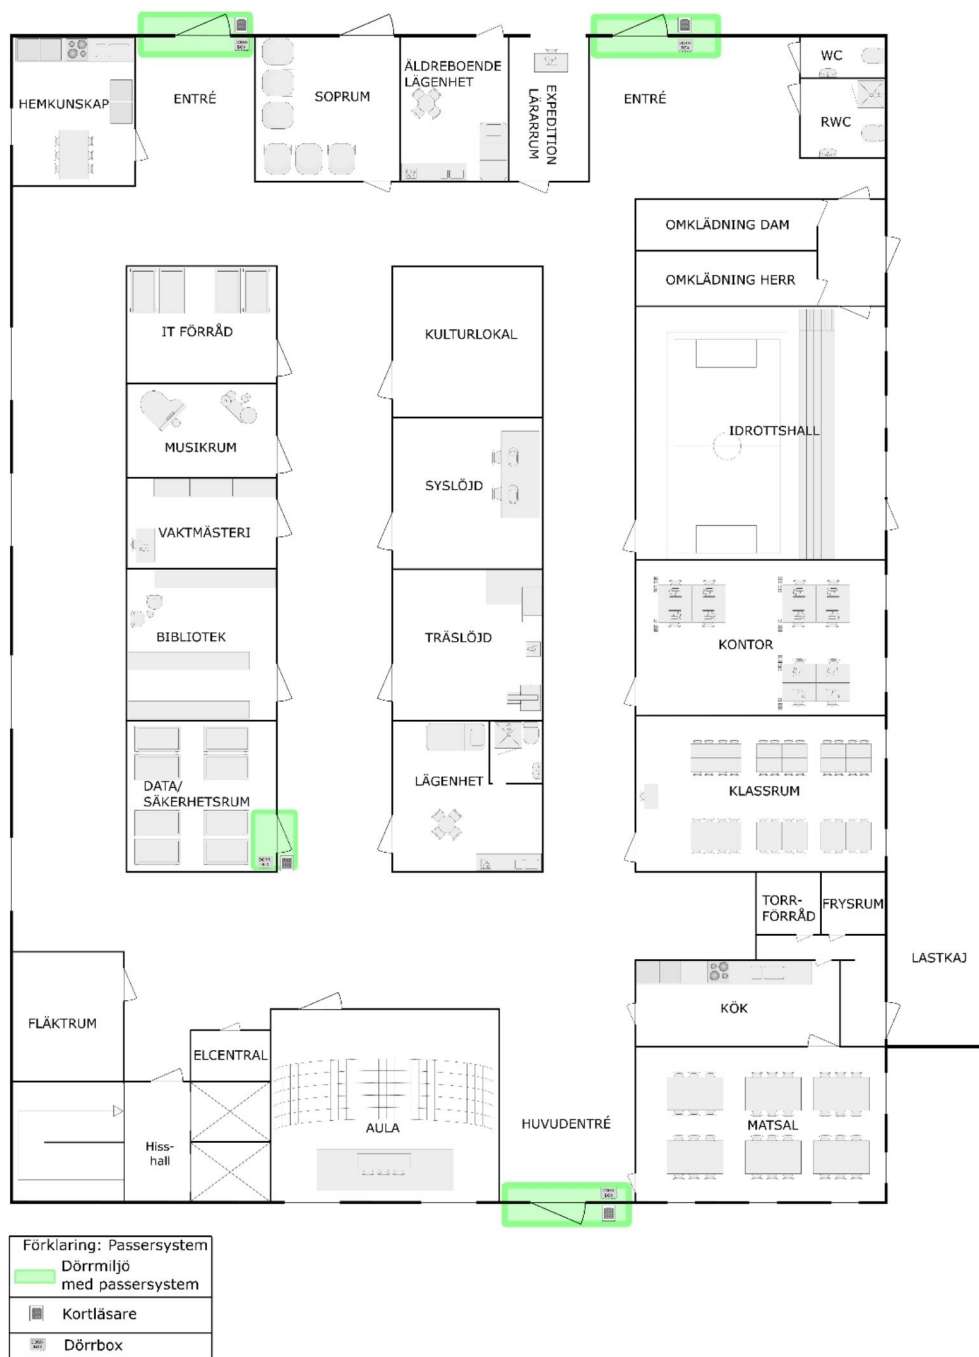 WC
ÄLDREBOENDE
LÄGENHET
HEMKUNSKAP
ENTRÉ
SOPRUM
EXPEDITION
LÄRARRUM
ENTRÉ
RWC
OMKLÄDNING DAM
OMKLÄDNING HERR
IT FÖRRÅD
KULTURLOKAL
IDROTTSHALL
MUSIKRUM
SYSLÖJD
VAKTMÄSTERI
BIBLIOTEK
TRÄSLÖJD
KONTOR
DATA/
SÄKERHETSRUM
LÄGENHET
KLASSRUM
TORR-
FÖRRÅD
FRYSRUM
LASTKAJ
FLÄKTRUM
KÖK
ELCENTRAL
AULA
HUVUDENTRÉ
MATSAL
Hiss-
hall
Förklaring: Passersystem
Dörrmiljö
med passersystem
Kortläsare
Dörrbox